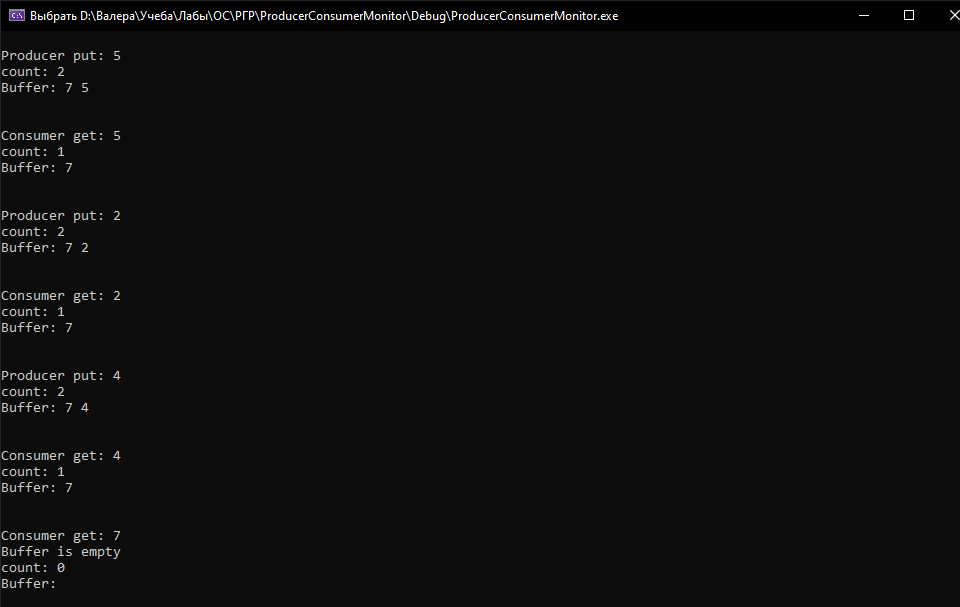 Выбрать D:\Валера\Учеба\Лабы\ОС\РГР\ProducerConsumerMonitor\Debug\ProducerConsumerMonitor.exe
Producer put: 5
count: 2
Buffer: 7 5
Consumer get: 5
count: 1
Buffer: 7
Producer put: 2
count: 2
Buffer: 7 2
Consumer get: 2
count: 1
Buffer: 7
Producer put: 4
count: 2
Buffer: 7 4
Consumer get: 4
count: 1
Buffer: 7
Consumer get: 7
Buffer is empty
count: 0
Buffer: